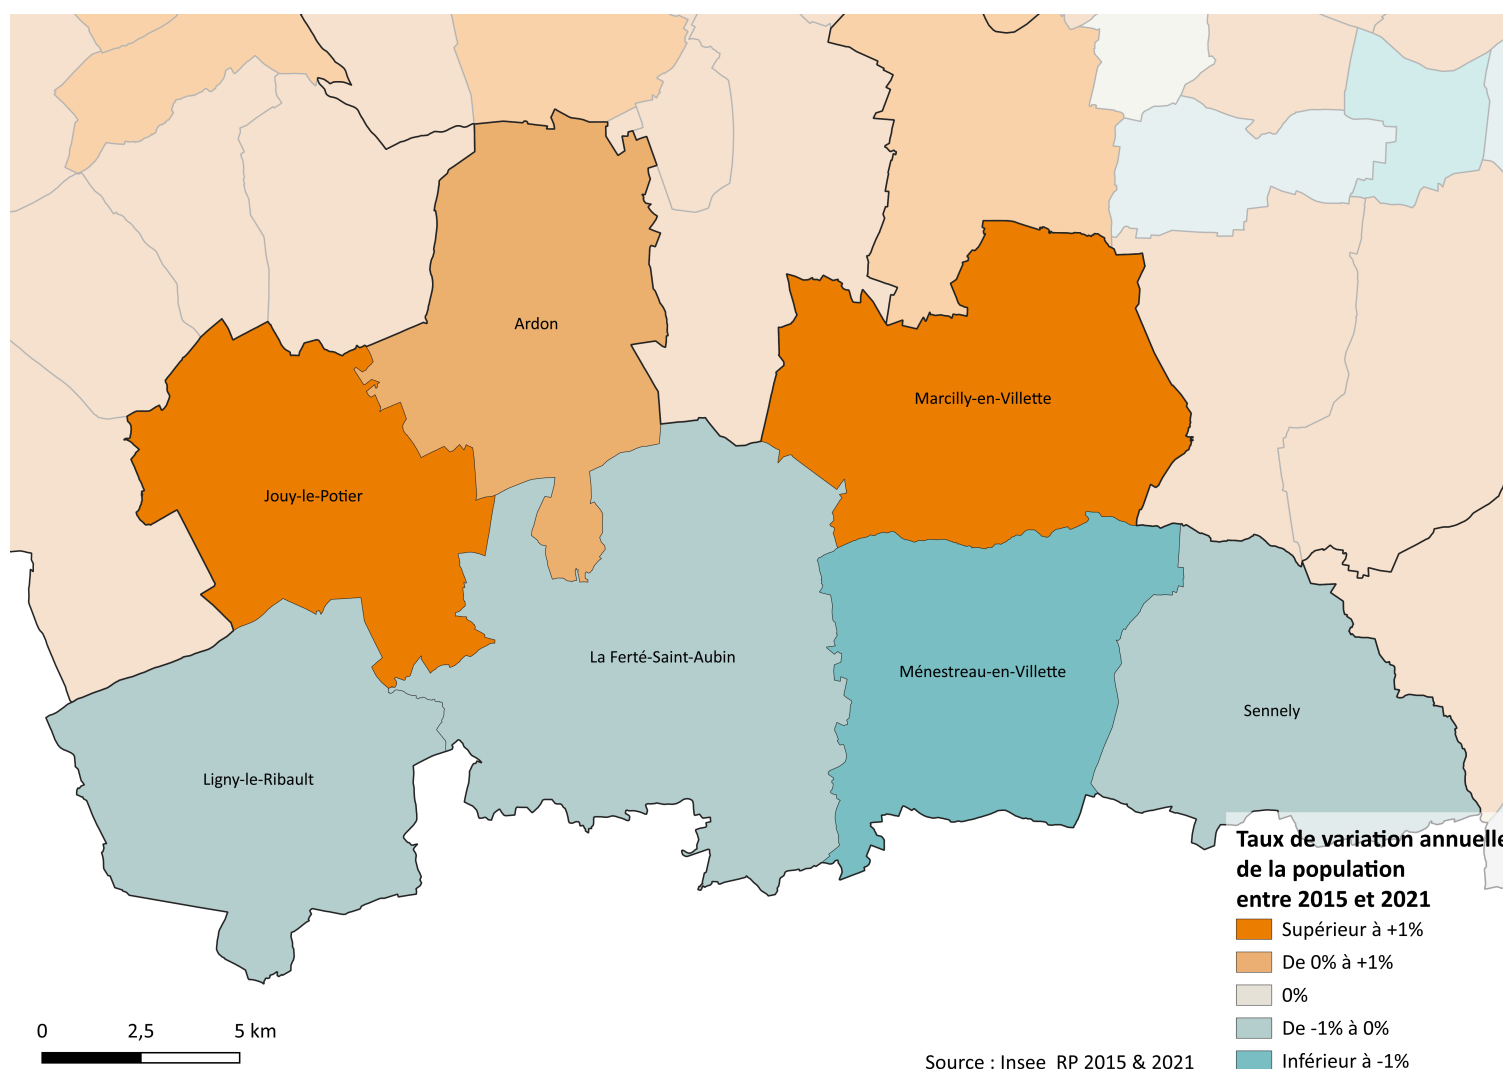 Ardon
Marcilly-en-Villette
Jouy-le-Potier
La Ferté-Saint-Aubin
Ménestreau-en-Villette
Sennely
Ligny-le-Ribault
Taux de variation annuelle
de la population
entre 2015 et 2021
Supérieur à +1%
De 0% à +1%
0%
De -1% à 0%
Inférieur à -1%
0 2,5 5 km
Source : Insee RP 2015 & 2021